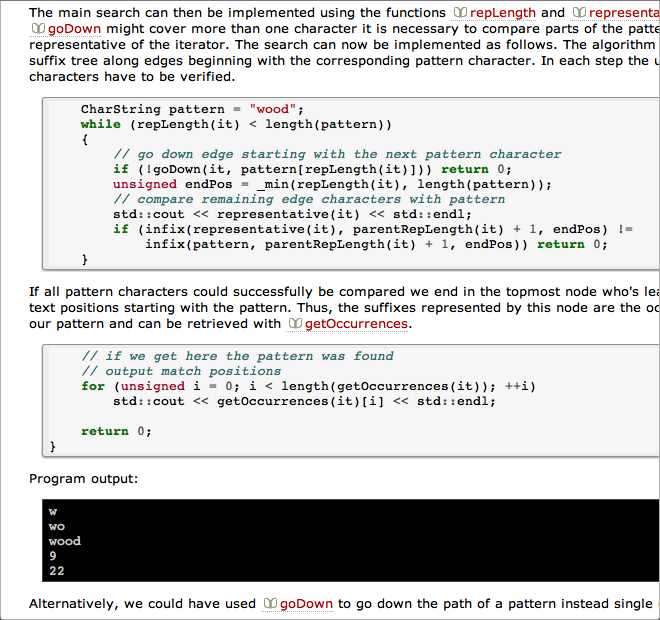 The main search can then be implemented using the functions repLength and
goDown might cover more than one character it is necessary to compare parts of the
representative of the iterator. The search can now be implemented as follows. The algorithm
suffix tree along edges beginning with the corresponding pattern character. In each step the
characters have to be verified.
CharString pattern = "wood";
while (repLength(it) < length(pattern))
{
// go down edge starting with the next pattern character
if (!goDown(it, pattern[repLength(it)])) return 0;
unsigned endPos = _min(repLength(it), length(pattern));
// compare remaining edge characters with pattern
std::cout << representative(it) << std::endl;
if (infix(representative(it), parentRepLength(it) + 1, endPos) !=
infix(pattern, parentRepLength(it) + 1, endPos)) return 0;
}
If all pattern characters could successfully be compared we end in the topmost node who's
text positions starting with the pattern. Thus, the suffixes represented by this node are the
our pattern and can be retrieved with getOccurrences.
// if we get here the pattern was found
// output match positions
for (unsigned i = 0; i < length(getOccurrences(it)); ++i)
std::cout << getOccurrences(it)[i] << std::endl;
return 0;
}
Program output:
w
wo
wood
9
22
Alternatively, we could have used goDown to go down the path of a pattern instead single